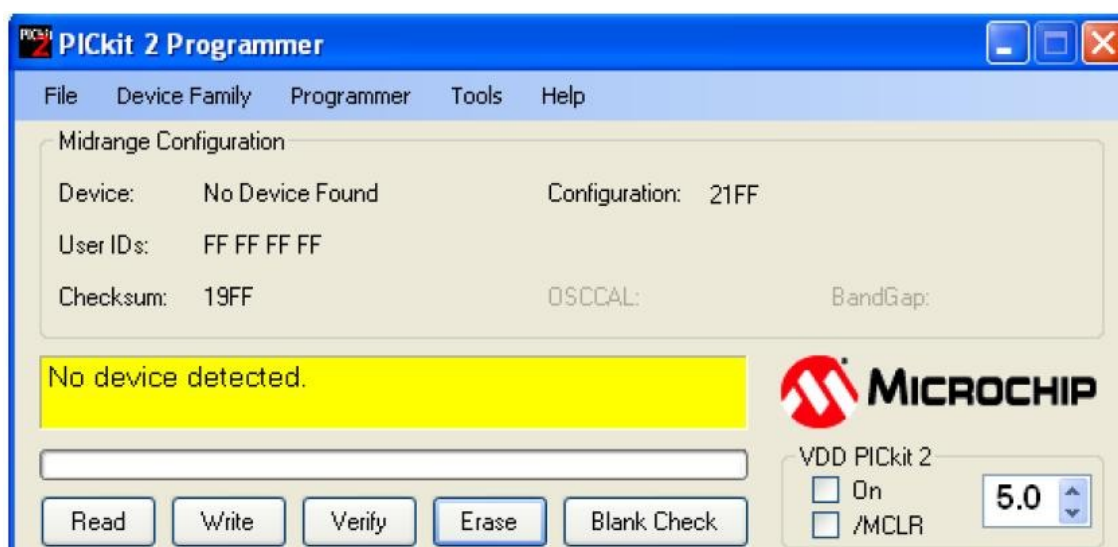 PICkit 2 Programmer
File Device Family Programmer Tools Help
Midrange Configuration
Device: No Device Found Configuration: 21FF
User IDs: FF FF FF FF
Checksum: 19FF OSCCAL: BandGap:
No device detected.
MICROCHIP
VDD PICkit 2
On
/MCLR
5.0
Read Write Verify Erase Blank Check